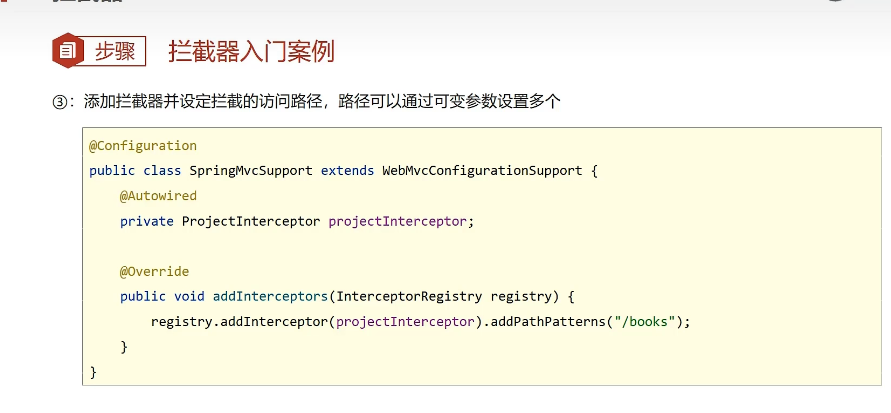 步骤 拦截器入门案例
③：添加拦截器并设定拦截的访问路径，路径可以通过可变参数设置多个
@Configuration
public class SpringMvcSupport extends WebMvcConfigurationSupport {
    @Autowired
    private ProjectInterceptor projectInterceptor;

    @Override
    public void addInterceptors(InterceptorRegistry registry) {
        registry.addInterceptor(projectInterceptor).addPathPatterns("/books");
    }
}